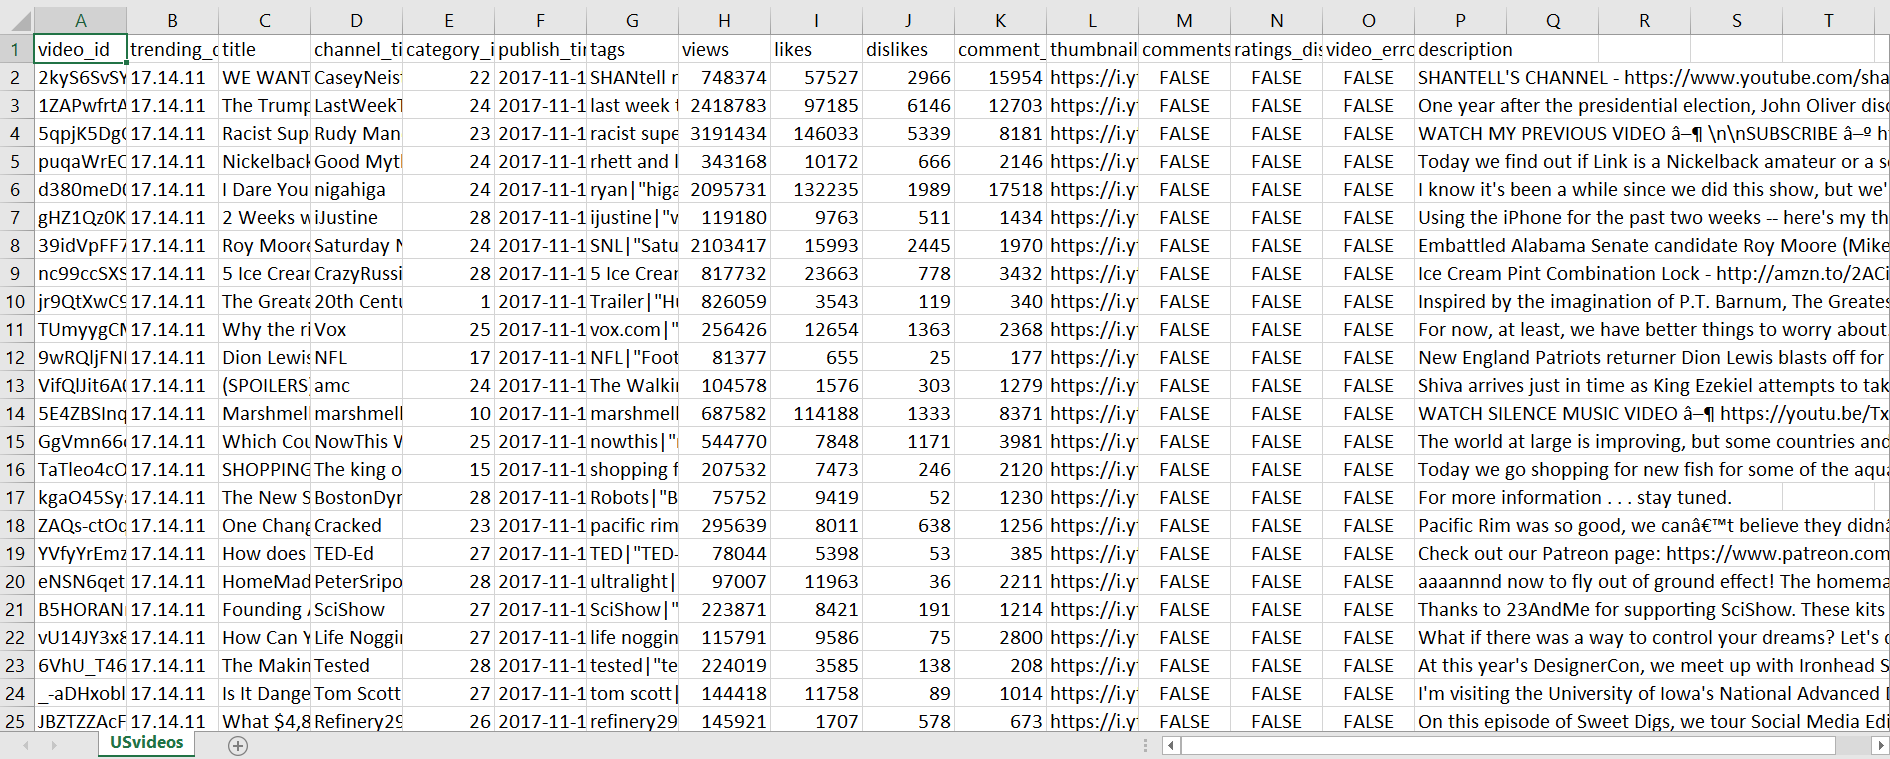 A B C D E F G H I J K L M N O P Q R S T
1 video_id trending_ title channel_ti category_i publish_tir tags views likes dislikes comment_ thumbnail comments ratings_dis video_erro description
2 2kyS6SvSY 17.14.11 WE WANT CaseyNeis 22 2017-11-1 SHANtell 748374 57527 2966 15954 https://i.y FALSE FALSE FALSE SHANTELL'S CHANNEL - https://www.youtube.com/sha
3 1ZAPwfrtA 17.14.11 The Trump LastWeekT 24 2017-11-1 last week 2418783 97185 6146 12703 https://i.y FALSE FALSE FALSE One year after the presidential election, John Oliver disc
4 5qpjK5Dg 17.14.11 Racist Sup Rudy Man 23 2017-11-1 racist supe 3191434 146033 5339 8181 https://i.y FALSE FALSE FALSE WATCH MY PREVIOUS VIDEO â–¶ \n\nSUBSCRIBE â–º h
5 puqaWrEC 17.14.11 Nickelback Good Myt 24 2017-11-1 rhett and l 343168 10172 666 2146 https://i.y FALSE FALSE FALSE Today we find out if Link is a Nickelback amateur or a s
6 d380meD 17.14.11 I Dare You nigahiga 24 2017-11-1 ryan|"higa 2095731 132235 1989 17518 https://i.y FALSE FALSE FALSE I know it's been a while since we did this show, but we'
7 gHZ1Qz0K 17.14.11 2 Weeks w iJustine 28 2017-11-1 ijustine|"w 119180 9763 511 1434 https://i.y FALSE FALSE FALSE Using the iPhone for the past two weeks -- here's my th
8 39idVpFF7 17.14.11 Roy Moore Saturday N 24 2017-11-1 SNL|"Satu 2103417 15993 2445 1970 https://i.y FALSE FALSE FALSE Embattled Alabama Senate candidate Roy Moore (Mike
9 nc99ccSXS 17.14.11 5 Ice Crear CrazyRussi 28 2017-11-1 5 Ice Crear 817732 23663 778 3432 https://i.y FALSE FALSE FALSE Ice Cream Pint Combination Lock - http://amzn.to/2ACi
10 jr9QtXwC9 17.14.11 The Greate 20th Centu 1 2017-11-1 Trailer|"Hu 826059 3543 119 340 https://i.y FALSE FALSE FALSE Inspired by the imagination of P.T. Barnum, The Greates
11 TUmyygCM 17.14.11 Why the ri Vox 25 2017-11-1 vox.com|" 256426 12654 1363 2368 https://i.y FALSE FALSE FALSE For now, at least, we have better things to worry about
12 9wRQljFNI 17.14.11 Dion Lewis NFL 17 2017-11-1 NFL|"Foot 81377 655 25 177 https://i.y FALSE FALSE FALSE New England Patriots returner Dion Lewis blasts off for
13 VifQlJit6A 17.14.11 (SPOILERS) amc 24 2017-11-1 The Walki 104578 1576 303 1279 https://i.y FALSE FALSE FALSE Shiva arrives just in time as King Ezekiel attempts to tak
14 5E4ZBSInq 17.14.11 Marshmell marshmell 10 2017-11-1 marshmell 687582 114188 1333 8371 https://i.y FALSE FALSE FALSE WATCH SILENCE MUSIC VIDEO â–¶ https://youtu.be/Tx
15 GgVmn66 17.14.11 Which Cou NowThis W 25 2017-11-1 nowthis|" 544770 7848 1171 3981 https://i.y FALSE FALSE FALSE The world at large is improving, but some countries and
16 TaTleo4cO 17.14.11 SHOPPING The king o 15 2017-11-1 shopping f 207532 7473 246 2120 https://i.y FALSE FALSE FALSE Today we go shopping for new fish for some of the aqua
17 kgaO45Sy 17.14.11 The New S BostonDyn 28 2017-11-1 Robots|"B 75752 9419 52 1230 https://i.y FALSE FALSE FALSE For more information . . . stay tuned.
18 ZAQs-ctOq 17.14.11 One Chang Cracked 23 2017-11-1 pacific rim 295639 8011 638 1256 https://i.y FALSE FALSE FALSE Pacific Rim was so good, we canâ€™t believe they didnâ
19 YVfyYrEmz 17.14.11 How does TED-Ed 27 2017-11-1 TED|"TED- 78044 5398 53 385 https://i.y FALSE FALSE FALSE Check out our Patreon page: https://www.patreon.com
20 eNSN6qet 17.14.11 HomeMad PeterSripo 28 2017-11-1 ultralight| 97007 11963 36 2211 https://i.y FALSE FALSE FALSE aaaannnd now to fly out of ground effect! The homema
21 B5HORAN 17.14.11 Founding SciShow 27 2017-11-1 SciShow|" 223871 8421 191 1214 https://i.y FALSE FALSE FALSE Thanks to 23AndMe for supporting SciShow. These kits
22 vU14JY3x8 17.14.11 How Can Y Life Noggin 27 2017-11-1 life noggin 115791 9586 75 2800 https://i.y FALSE FALSE FALSE What if there was a way to control your dreams? Let's
23 6VhU_T46 17.14.11 The Makin Tested 28 2017-11-1 tested|"te 224019 3585 138 208 https://i.y FALSE FALSE FALSE At this year's DesignerCon, we meet up with Ironhead S
24 _-aDHxobl 17.14.11 Is It Dange Tom Scott 27 2017-11-1 tom scott| 144418 11758 89 1014 https://i.y FALSE FALSE FALSE I'm visiting the University of Iowa's National Advanced
25 JBZTZZAcF 17.14.11 What $4,8 Refinery29 26 2017-11-1 refinery29 145921 1707 578 673 https://i.y FALSE FALSE FALSE On this episode of Sweet Digs, we tour Social Media Edi
USvideos